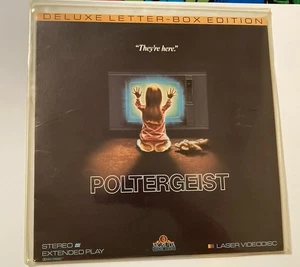 DELUXE LETTER-BOX EDITION
"They're here."
POLTERGEIST
STEREO
EXTENDED PLAY
LASER VIDEODISC